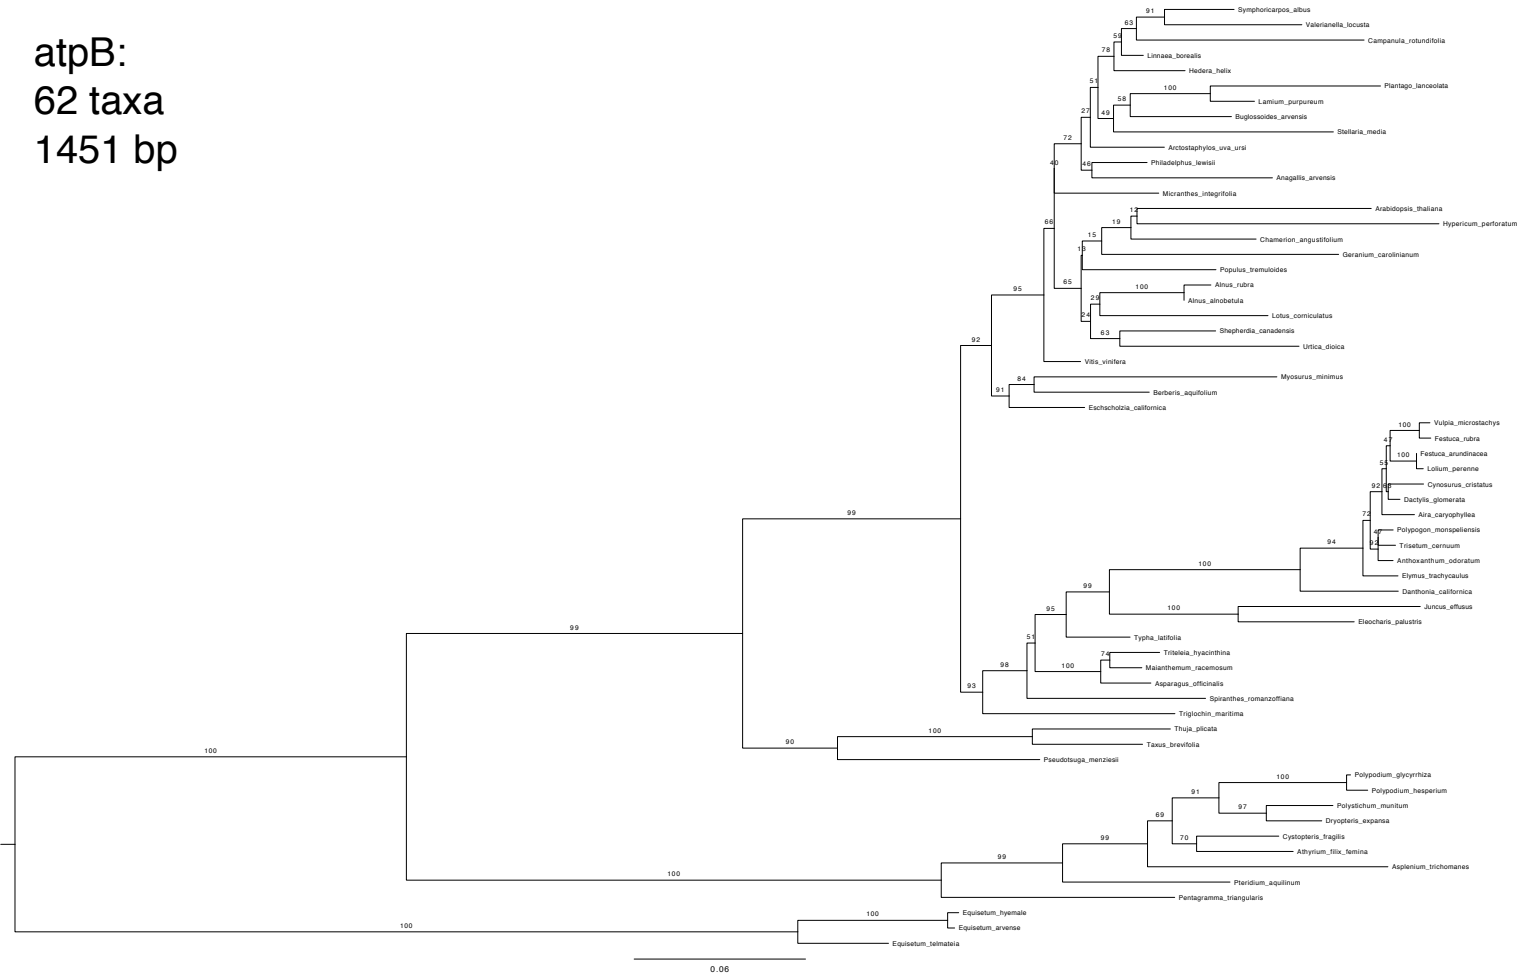 atpB:
62 taxa
1451 bp
91
Symphoricarpos_albus
63
Valerianella_locusta
59
Campanula_rotundifolia
78
Linnaea_borealis
Hedera_helix
51
100
Plantago_lanceolata
58
Lamium_purpureum
27
49
Buglossoides_arvensis
Stellaria_media
72
Arctostaphylos_uva_ursi
40
46
Philadelphus_lewisii
Anagallis_arvensis
Micranthes_integrifolia
12
Arabidopsis_thaliana
66
19
Hypericum_perforatum
15
Chamerion_angustifolium
13
Geranium_carolinianum
Populus_tremuloides
65
100
Alnus_rubra
95
29
Alnus_alnobetula
24
Lotus_corniculatus
63
Shepherdia_canadensis
Urtica_dioica
92
Vitis_vinifera
84
Myosurus_minimus
91
Berberis_aquifolium
Eschscholzia_californica
100
Vulpia_microstachys
47
Festuca_rubra
100
Festuca_arundinacea
55
Lolium_perenne
92
Cynosurus_cristatus
Dactylis_glomerata
72
Aira_caryophyllea
99
Polypogon_monspeliensis
94
Trisetum_cernuum
Anthoxanthum_odoratum
100
Elymus_trachycaulus
99
Danthonia_californica
95
100
Juncus_effusus
Eleocharis_palustris
99
51
Typha_latifolia
74
Triteleia_hyacinthina
98
100
Maianthemum_racemosum
93
Asparagus_officinalis
Spiranthes_romanzoffiana
Triglochin_maritima
100
Thuja_plicata
90
Taxus_brevifolia
100
Pseudotsuga_menziesii
100
Polypodium_glycyrrhiza
91
Polypodium_hesperium
97
Polystichum_munitum
69
Dryopteris_expansa
99
70
Cystopteris_fragilis
Athyrium_filix_femina
99
Asplenium_trichomanes
100
Pteridium_aquilinum
Pentagramma_triangularis
100
Equisetum_hyemale
100
Equisetum_arvense
Equisetum_telmateia
0.06